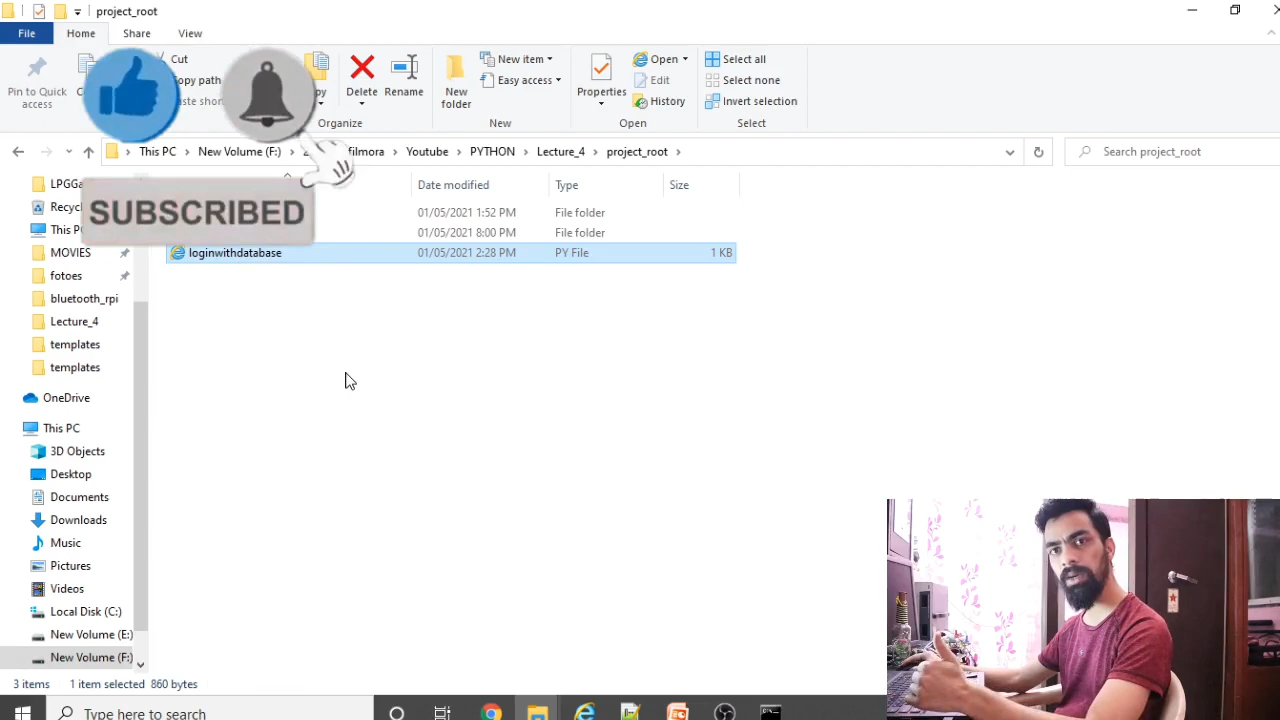 project_root
File Home Share View
Pin to Quick access
Cut
Copy path
Delete
Rename
New folder
New item
Easy access
Properties
Open
Edit
History
Select all
Select none
Invert selection
Organize New Open Select
This PC New Volume (F:) filmora Youtube PYTHON Lecture_4 project_root
Search project_root
Date modified Type Size
01/05/2021 1:52 PM File folder
01/05/2021 8:00 PM File folder
loginwithdatabase 01/05/2021 2:28 PM PY File 1 KB
SUBSCRIBED
MOVIES
fotoes
bluetooth_rpi
Lecture_4
templates
templates
OneDrive
This PC
3D Objects
Desktop
Documents
Downloads
Music
Pictures
Videos
Local Disk (C:)
New Volume (E:)
New Volume (F:)
3 items 1 item selected 860 bytes
Type here to search